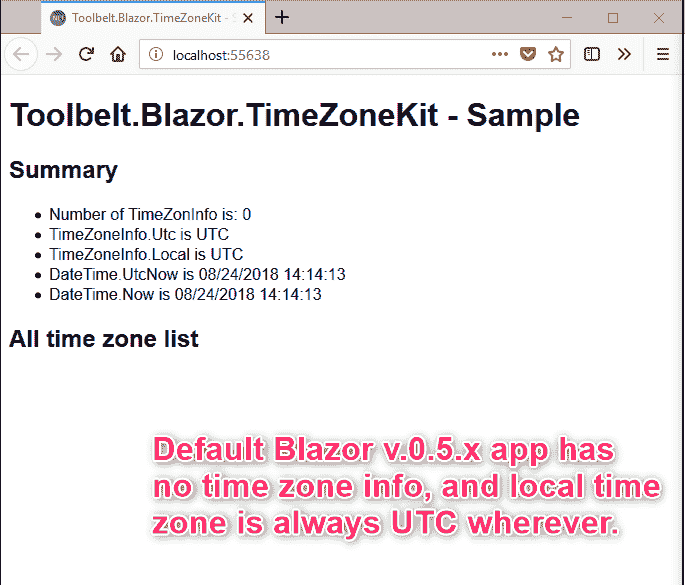 Toolbelt.Blazor.TimeZoneKit - S
localhost:55638
Toolbelt.Blazor.TimeZoneKit - Sample
Summary
Number of TimeZonInfo is: 0
TimeZoneInfo.Utc is UTC
TimeZoneInfo.Local is UTC
DateTime.UtcNow is 08/24/2018 14:14:13
DateTime.Now is 08/24/2018 14:14:13
All time zone list
Default Blazor v.0.5.x app has
no time zone info, and local time
zone is always UTC wherever.